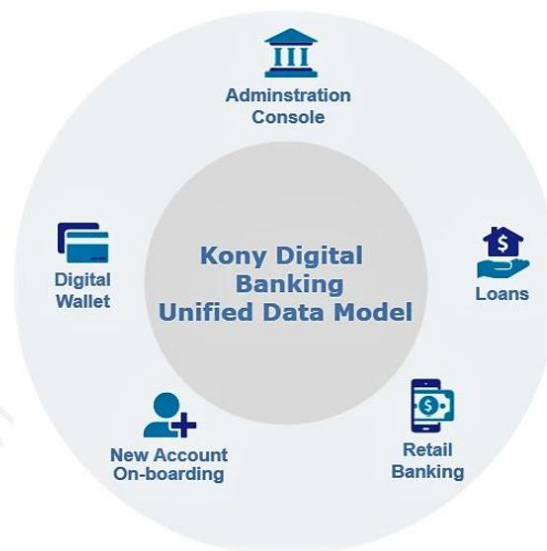 Adminstration
Console
Kony Digital
Banking
Unified Data Model
Digital
Wallet
$
Loans
New Account
On-boarding
$
Retail
Banking